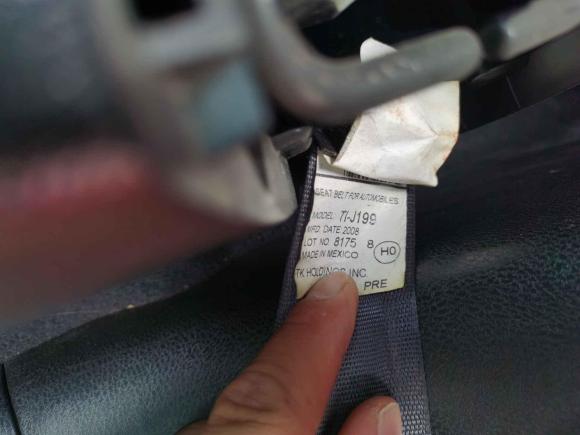 SEAT BELT FOR AUTOMOBILES
MODEL: TI-J199
MFD. DATE 2008
LOT NO. 8175 8 HO
MADE IN MEXICO
TK HOLDINGS INC.
PRE